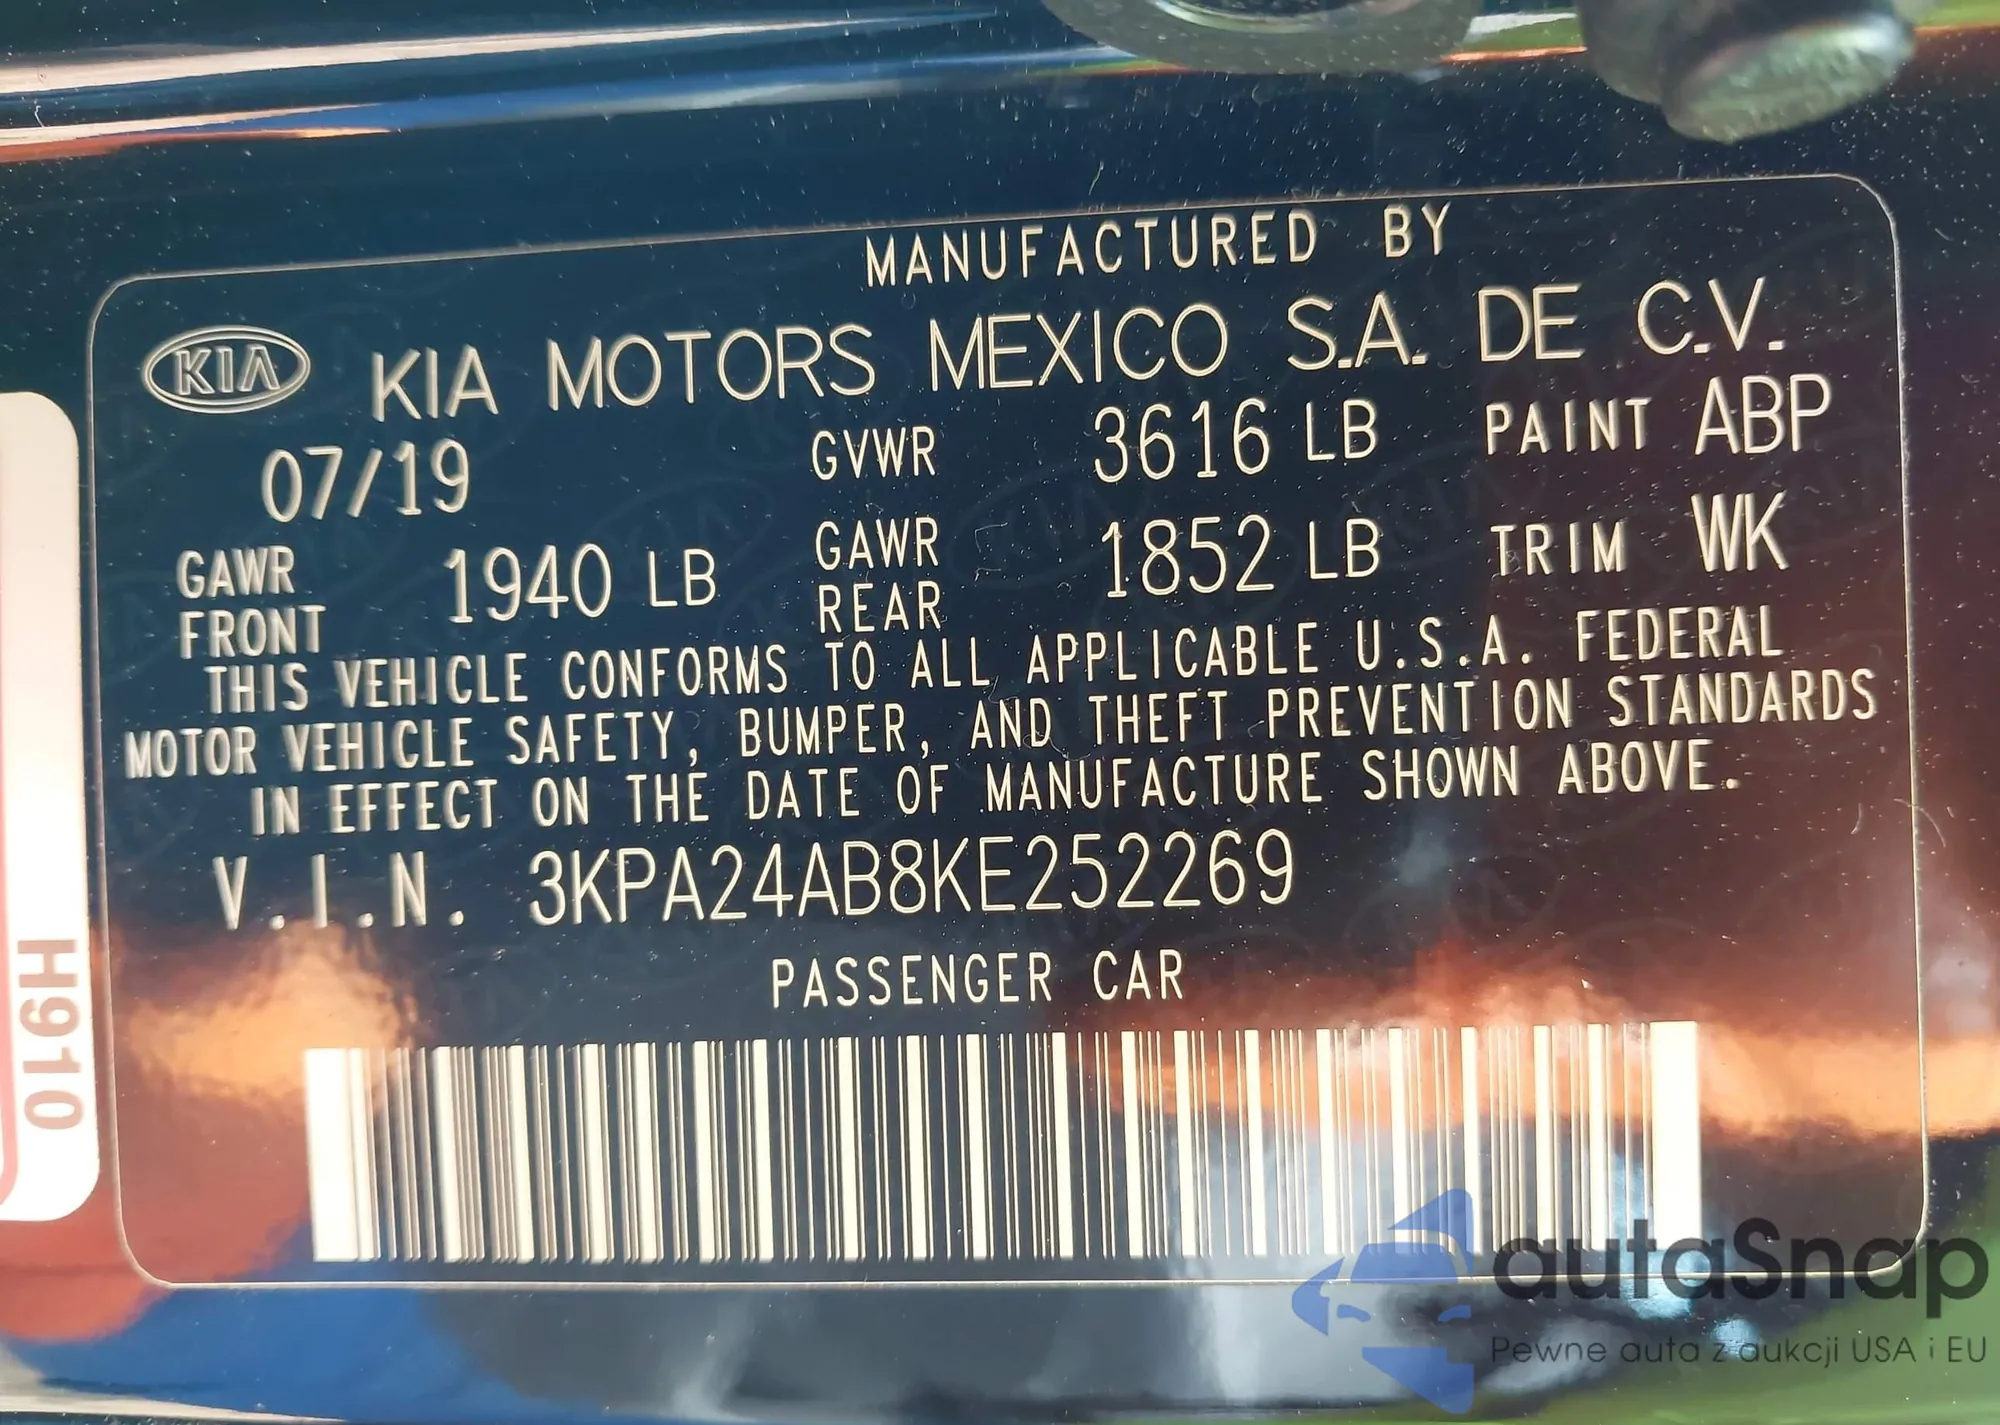 MANUFACTURED BY
KIA KIA MOTORS MEXICO S.A. DE C.V.
07/19 GVWR 3616 LB PAINT ABP
GAWR FRONT 1940 LB GAWR REAR 1852 LB TRIM WK
THIS VEHICLE CONFORMS TO ALL APPLICABLE U.S.A. FEDERAL
MOTOR VEHICLE SAFETY, BUMPER, AND THEFT PREVENTION STANDARDS
IN EFFECT ON THE DATE OF MANUFACTURE SHOWN ABOVE.
V.I.N. 3KPA24AB8KE252269
PASSENGER CAR
H910
autaSnap
Pewne auta z aukcji USA i EU